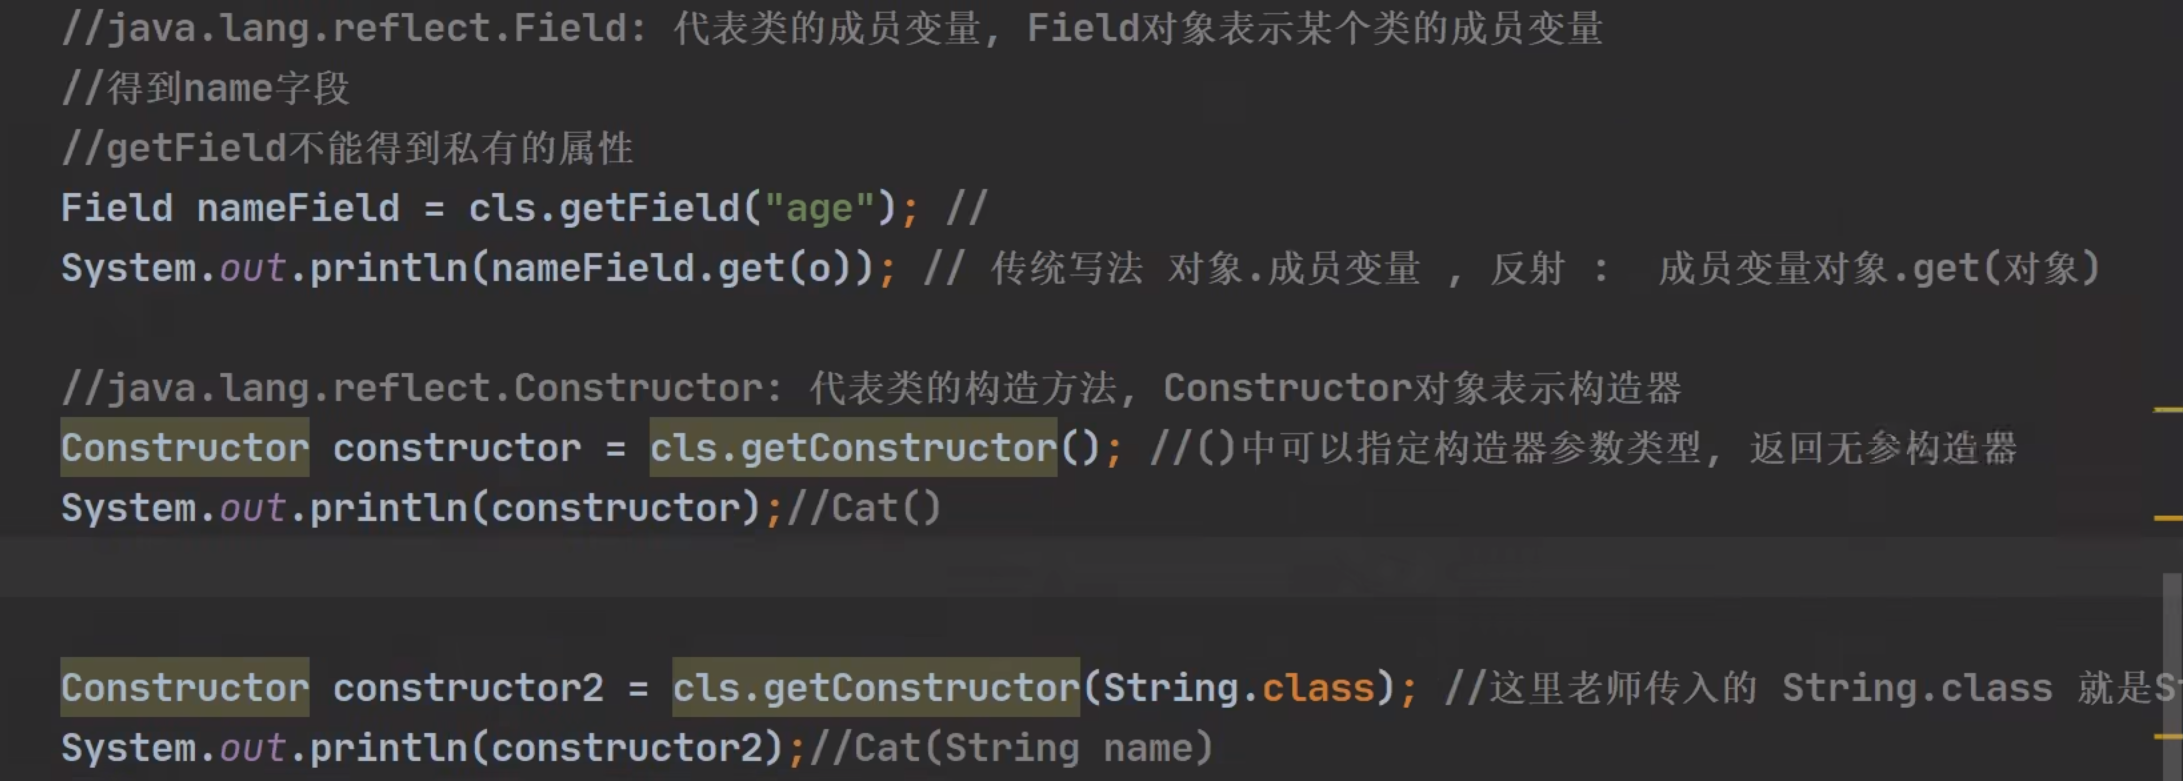 //java.lang.reflect.Field: 代表类的成员变量, Field对象表示某个类的成员变量
//得到name字段
//getField不能得到私有的属性
Field nameField = cls.getField("age"); //
System.out.println(nameField.get(o)); // 传统写法 对象.成员变量 , 反射 :  成员变量对象.get(对象)
//java.lang.reflect.Constructor: 代表类的构造方法, Constructor对象表示构造器
Constructor constructor = cls.getConstructor(); //()中可以指定构造器参数类型, 返回无参构造器
System.out.println(constructor);//Cat()
Constructor constructor2 = cls.getConstructor(String.class); //这里老师传入的 String.class 就是S
System.out.println(constructor2);//Cat(String name)